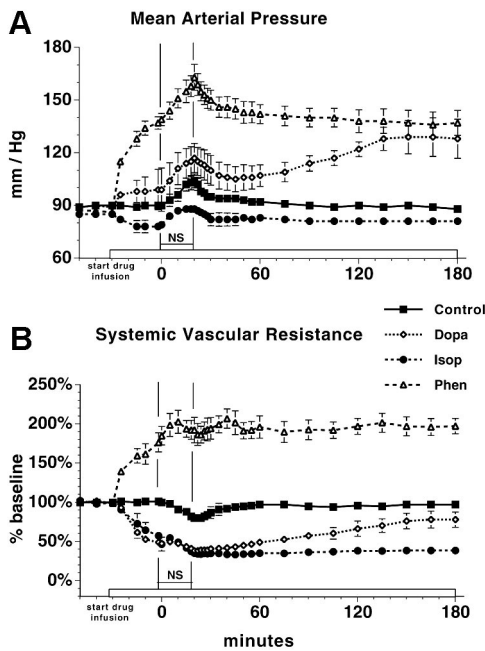 A
Mean Arterial Pressure
180
150
120
90
60
mm / Hg
NS
start drug
infusion
0
60
120
180
Control
Dopa
Isop
Phen
B
Systemic Vascular Resistance
250%
200%
150%
100%
50%
0%
% baseline
NS
start drug
infusion
0
60
120
180
minutes